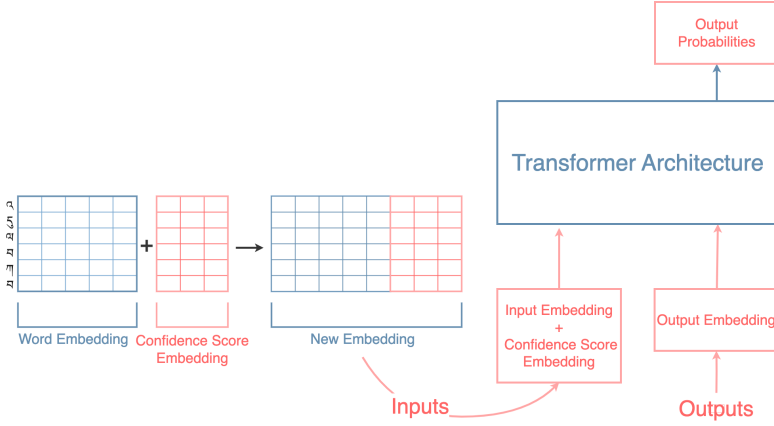 Output
Probabilities
Transformer Architecture
+
Word Embedding
Confidence Score
Embedding
New Embedding
Input Embedding
+
Confidence Score
Embedding
Output Embedding
Inputs
Outputs